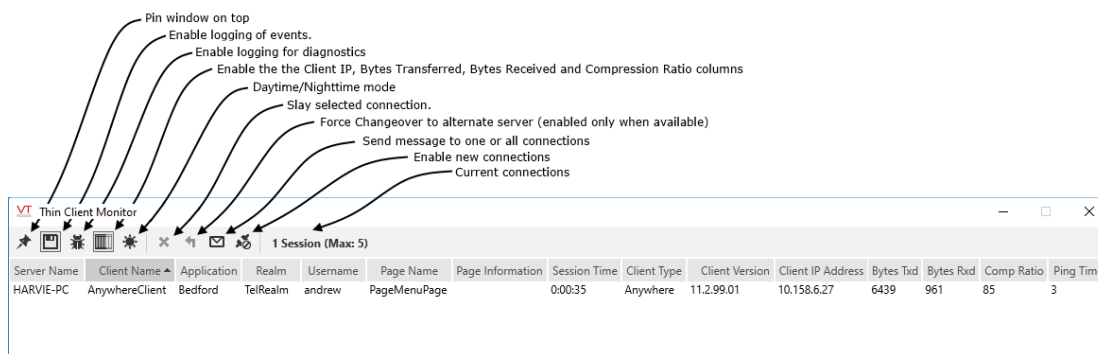 Pin window on top
Enable logging of events.
Enable logging for diagnostics
Enable the the Client IP, Bytes Transferred, Bytes Received and Compression Ratio columns
Daytime/Nighttime mode
Slay selected connection.
Force Changeover to alternate server (enabled only when available)
Send message to one or all connections
Enable new connections
Current connections
VT Thin Client Monitor
1 Session (Max: 5)
Server Name Client Name Application Realm Username Page Name Page Information Session Time Client Type Client Version Client IP Address Bytes Txd Bytes Rxd Comp Ratio Ping Tim
HARVIE-PC AnywhereClient Bedford TelRealm andrew PageMenuPage 0:00:35 Anywhere 11.2.99.01 10.158.6.27 6439 961 85 3